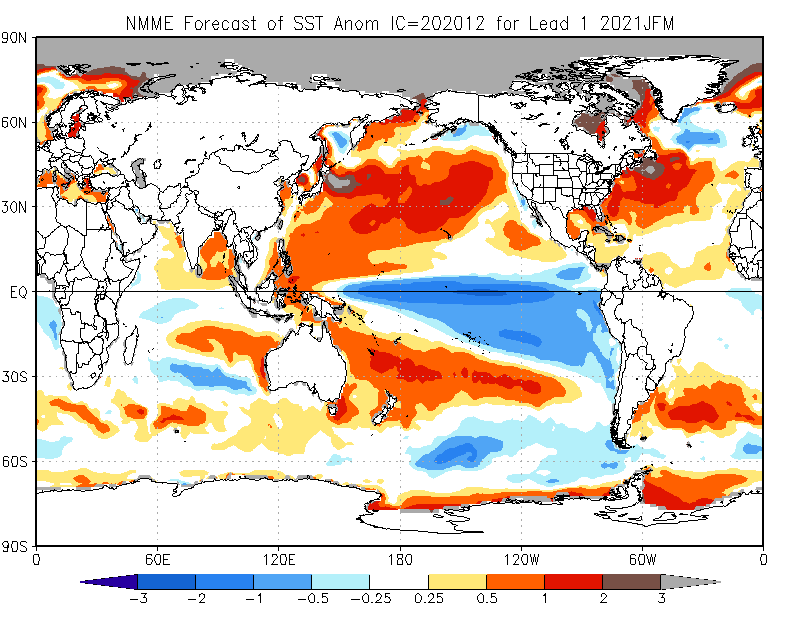 NMME Forecast of SST Anom IC=202012 for Lead 1 2021JFM
90N
60N
30N
EQ
30S
60S
90S
0 60E 120E 180 120W 60W 0
-3 -2 -1 -0.5 -0.25 0.25 0.5 1 2 3